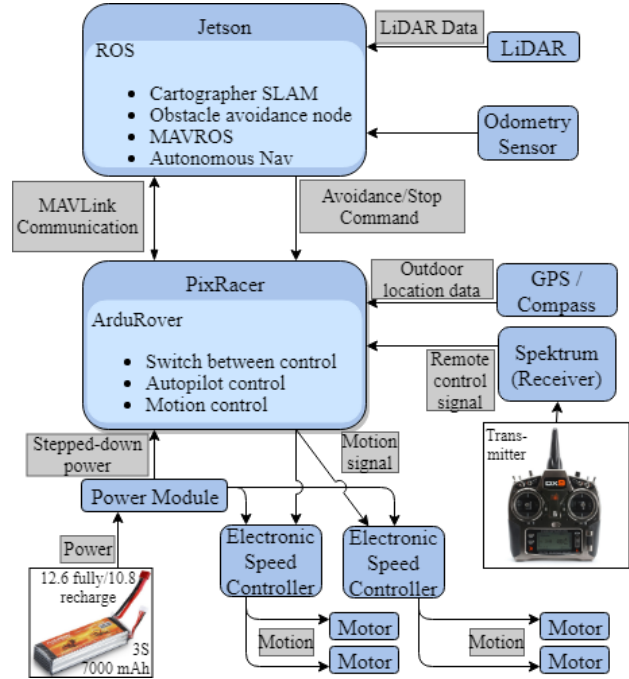 Jetson
ROS
• Cartographer SLAM
• Obstacle avoidance node
• MAVROS
• Autonomous Nav
LiDAR Data
LiDAR
Odometry
Sensor
MAVLink
Communication
Avoidance/Stop
Command
PixRacer
ArduRover
• Switch between control
• Autopilot control
• Motion control
Outdoor
location data
GPS /
Compass
Remote
control
signal
Spektrum
(Receiver)
Trans-
mitter
Stepped-down
power
Motion
signal
Power Module
Power
12.6 fully/10.8
recharge
3S
7000 mAh
Electronic
Speed
Controller
Electronic
Speed
Controller
Motion
Motor
Motor
Motion
Motor
Motor